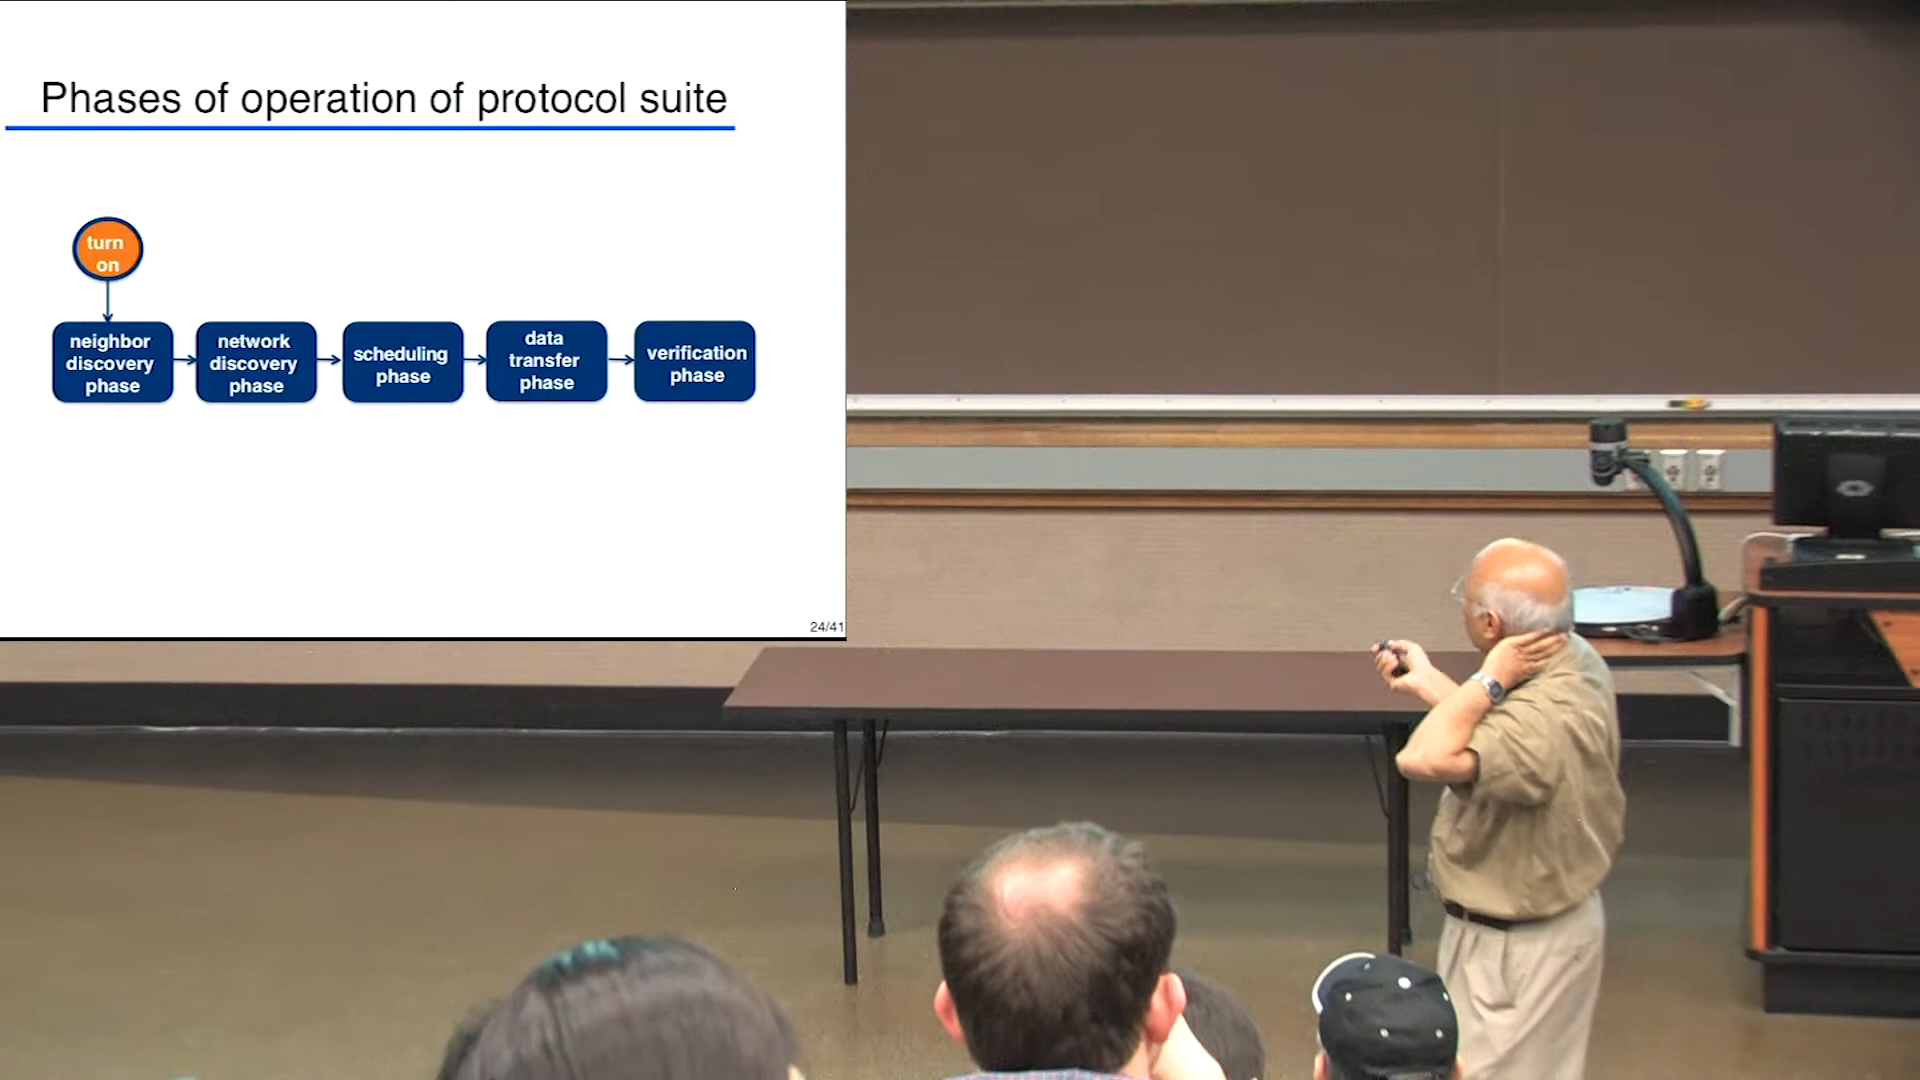 Phases of operation of protocol suite
turn
on
neighbor
discovery
phase
network
discovery
phase
scheduling
phase
data
transfer
phase
verification
phase
24/41